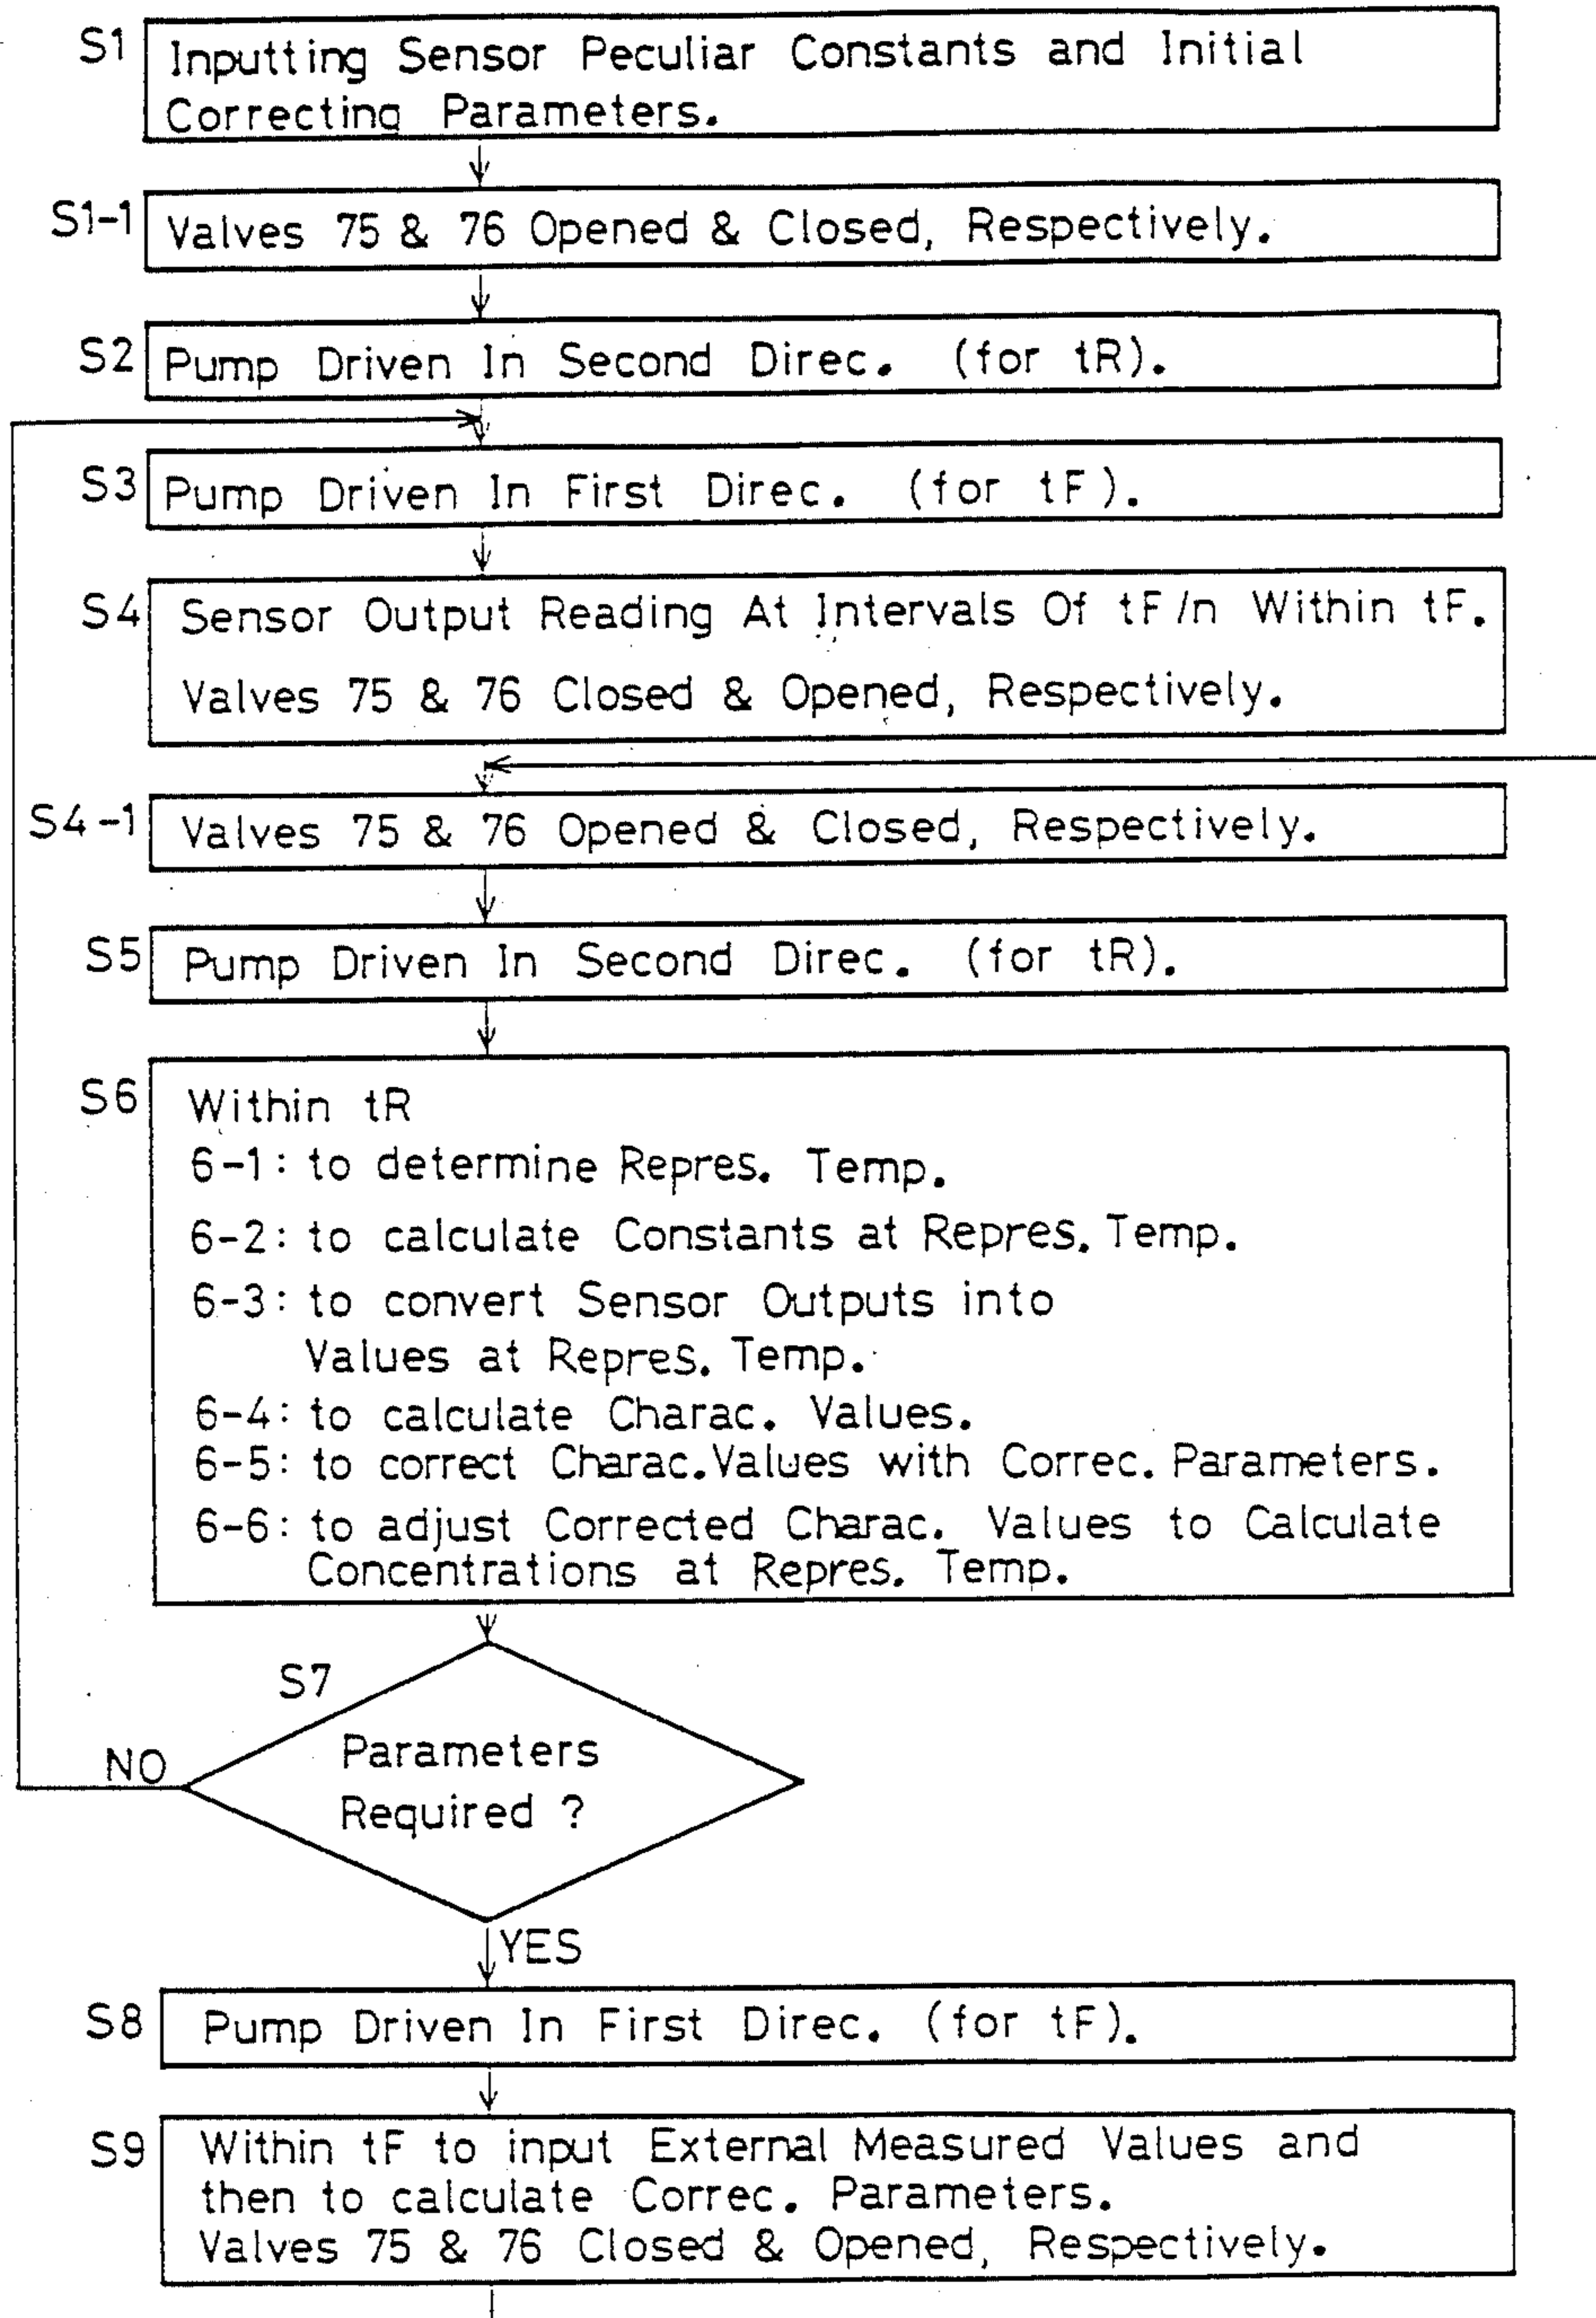 S1
Inputting Sensor Peculiar Constants and Initial
Correcting Parameters.
S1-1
Valves 75 & 76 Opened & Closed, Respectively.
S2
Pump Driven In Second Direc. (for tR).
S3
Pump Driven In First Direc. (for tF).
S4
Sensor Output Reading At Intervals Of tF/n Within tF.
Valves 75 & 76 Closed & Opened, Respectively.
S4-1
Valves 75 & 76 Opened & Closed, Respectively.
S5
Pump Driven In Second Direc. (for tR).
S6
Within tR
6-1: to determine Repres. Temp.
6-2: to calculate Constants at Repres. Temp.
6-3: to convert Sensor Outputs into
Values at Repres. Temp.
6-4: to calculate Charac. Values.
6-5: to correct Charac. Values with Correc. Parameters.
6-6: to adjust Corrected Charac. Values to Calculate
Concentrations at Repres. Temp.
S7
Parameters
Required ?
NO
YES
S8
Pump Driven In First Direc. (for tF).
S9
Within tF to input External Measured Values and
then to calculate Correc. Parameters.
Valves 75 & 76 Closed & Opened, Respectively.